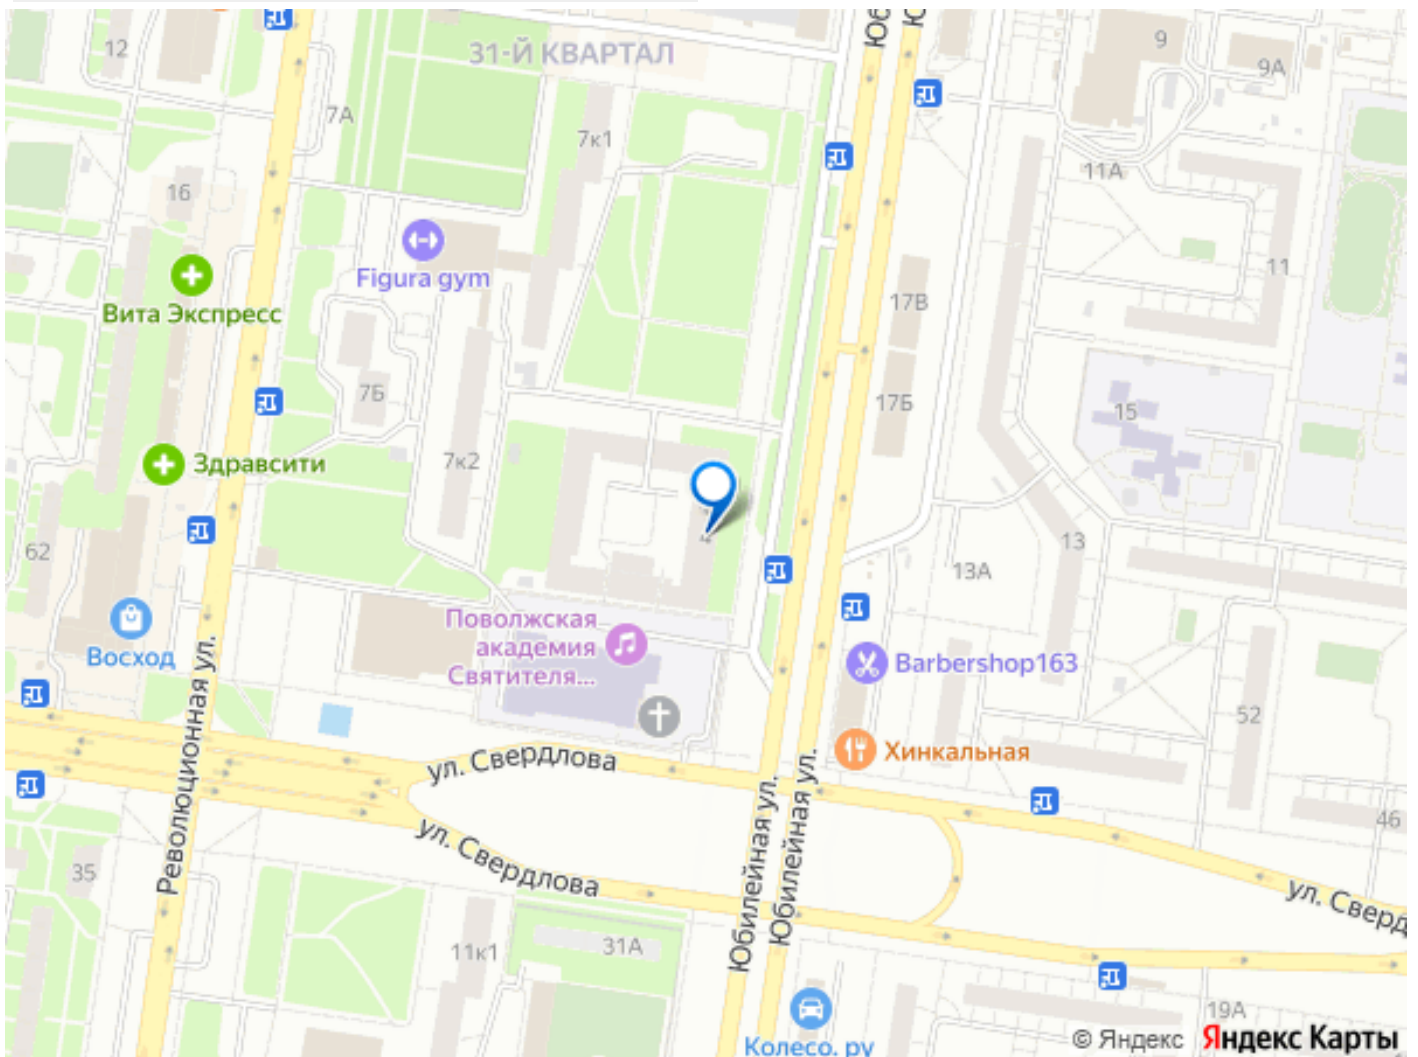 31-Й КВАРТАЛ
12
9
9А
7А
7к1
11А
16
Figura gym
11
Вита Экспресс
17В
7Б
17Б
15
7к2
Здравсити
62
13
13А
Поволжская
академия
Святителя...
Восход
Barbershop163
52
Революционная ул.
ул. Свердлова
Хинкальная
Юбилейная ул.
Юбилейная ул.
46
ул. Свердлова
35
ул. Сверд
11к1
31А
19А
Колесо. ру
© Яндекс Яндекс Карты